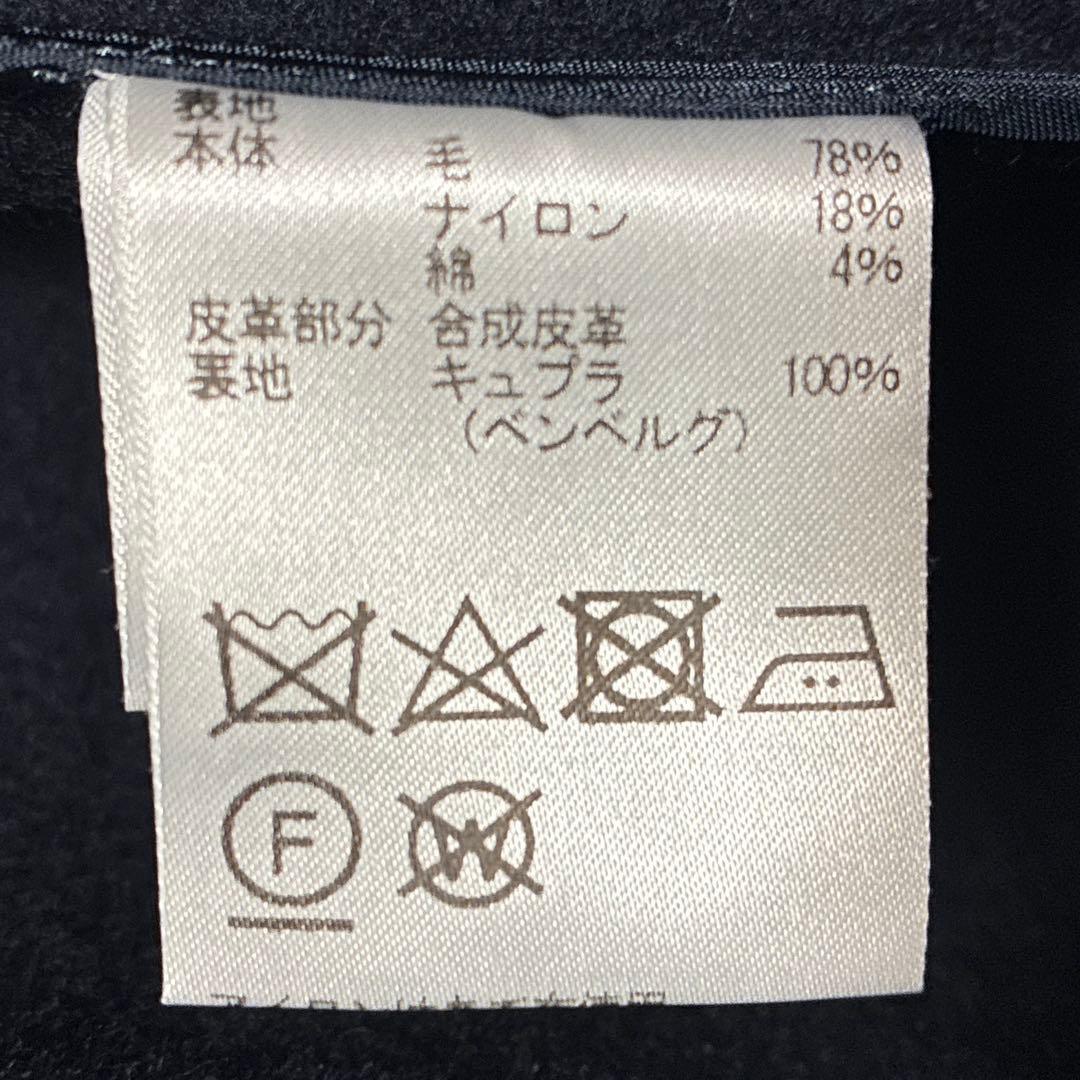 表地
本体 毛 78%
ナイロン 18%
綿 4%
皮革部分 合成皮革
裏地 キュプラ 100%
(ベンベルグ)
F W